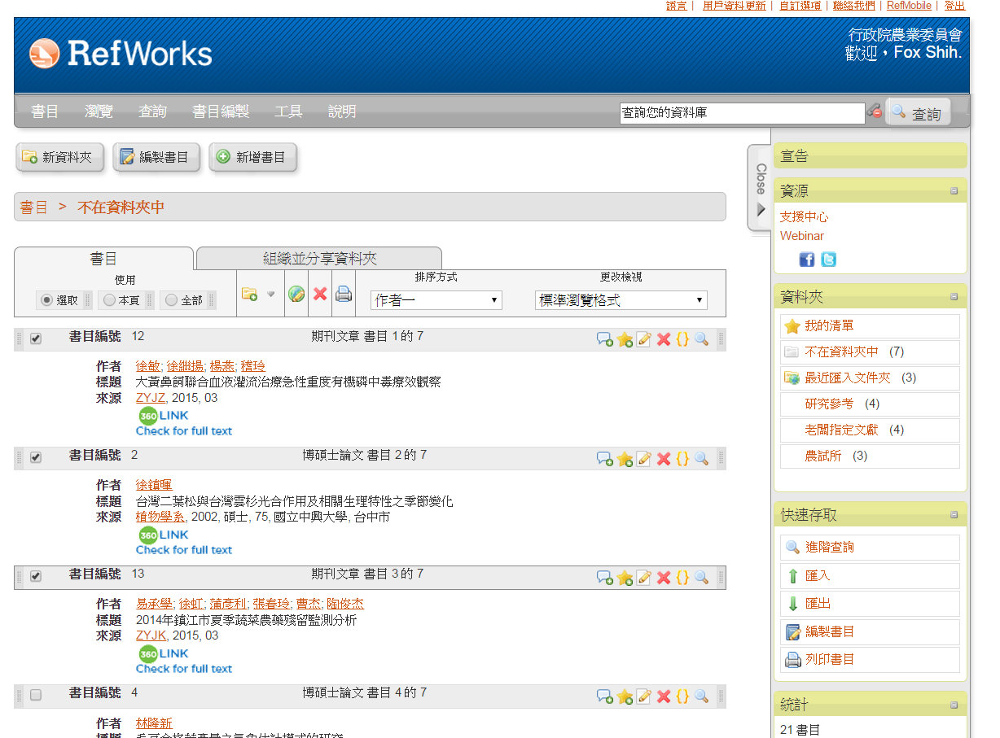 語言 | 用戶資料更新 | 自訂選項 | 聯絡我們 | RefMobile | 登出
RefWorks
行政院農業委員會
歡迎，Fox Shih.
書目 瀏覽 查詢 書目編製 工具 說明
查詢您的資料庫 查詢
新資料夾 編製書目 新增書目
書目 > 不在資料夾中
書目 組織並分享資料夾
使用 排序方式 更改檢視
選取 本頁 全部 作者一 標準瀏覽格式
書目編號 12 期刊文章 書目 1 的 7
作者 徐敏; 徐繼揚; 楊燕; 稽玲
標題 大黃鼻飼聯合血液灌流治療急性重度有機磷中毒療效觀察
來源 ZYJZ, 2015, 03
360 LINK
Check for full text
書目編號 2 博碩士論文 書目 2 的 7
作者 徐鎮暉
標題 台灣二葉松與台灣雲杉光合作用及相關生理特性之季節變化
來源 植物學系, 2002, 碩士, 75, 國立中興大學, 台中市
360 LINK
Check for full text
書目編號 13 期刊文章 書目 3 的 7
作者 易承學; 徐虹; 蒲彥利; 張春玲; 曹杰; 陶俊杰
標題 2014年鎮江市夏季蔬菜農藥殘留監測分析
來源 ZYJK, 2015, 03
360 LINK
Check for full text
書目編號 4 博碩士論文 書目 4 的 7
作者 林隆新
Close
宣告
資源
支援中心
Webinar
資料夾
我的清單
不在資料夾中 (7)
最近匯入文件夾 (3)
研究參考 (4)
老闆指定文獻 (4)
農試所 (3)
快速存取
進階查詢
匯入
匯出
編製書目
列印書目
統計
21 書目